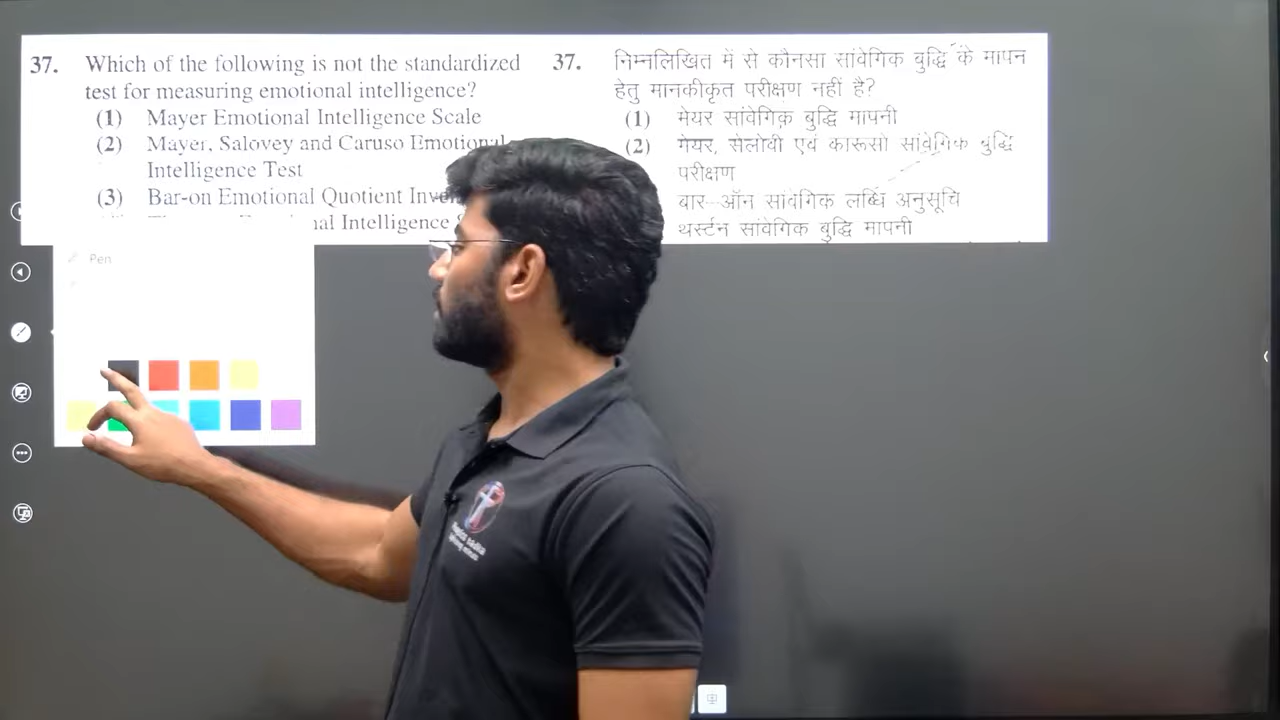 37. Which of the following is not the standardized
test for measuring emotional intelligence?
(1) Mayer Emotional Intelligence Scale
(2) Mayer, Salovey and Caruso Emotional
Intelligence Test
(3) Bar-on Emotional Quotient
Intelligence
Pen
37. निम्नलिखित में से कौनसा सांवेगिक बुद्धि के मापन
हेतु मानकीकृत परीक्षण नहीं है?
(1) मेयर सांवेगिक बुद्धि मापनी
(2) मेयर, सेलोवी एवं कारूसो सांवेगिक बुद्धि
परीक्षण
बार-ऑन सांवेगिक लब्धि अनुसूचि
थर्स्टन सांवेगिक बुद्धि मापनी